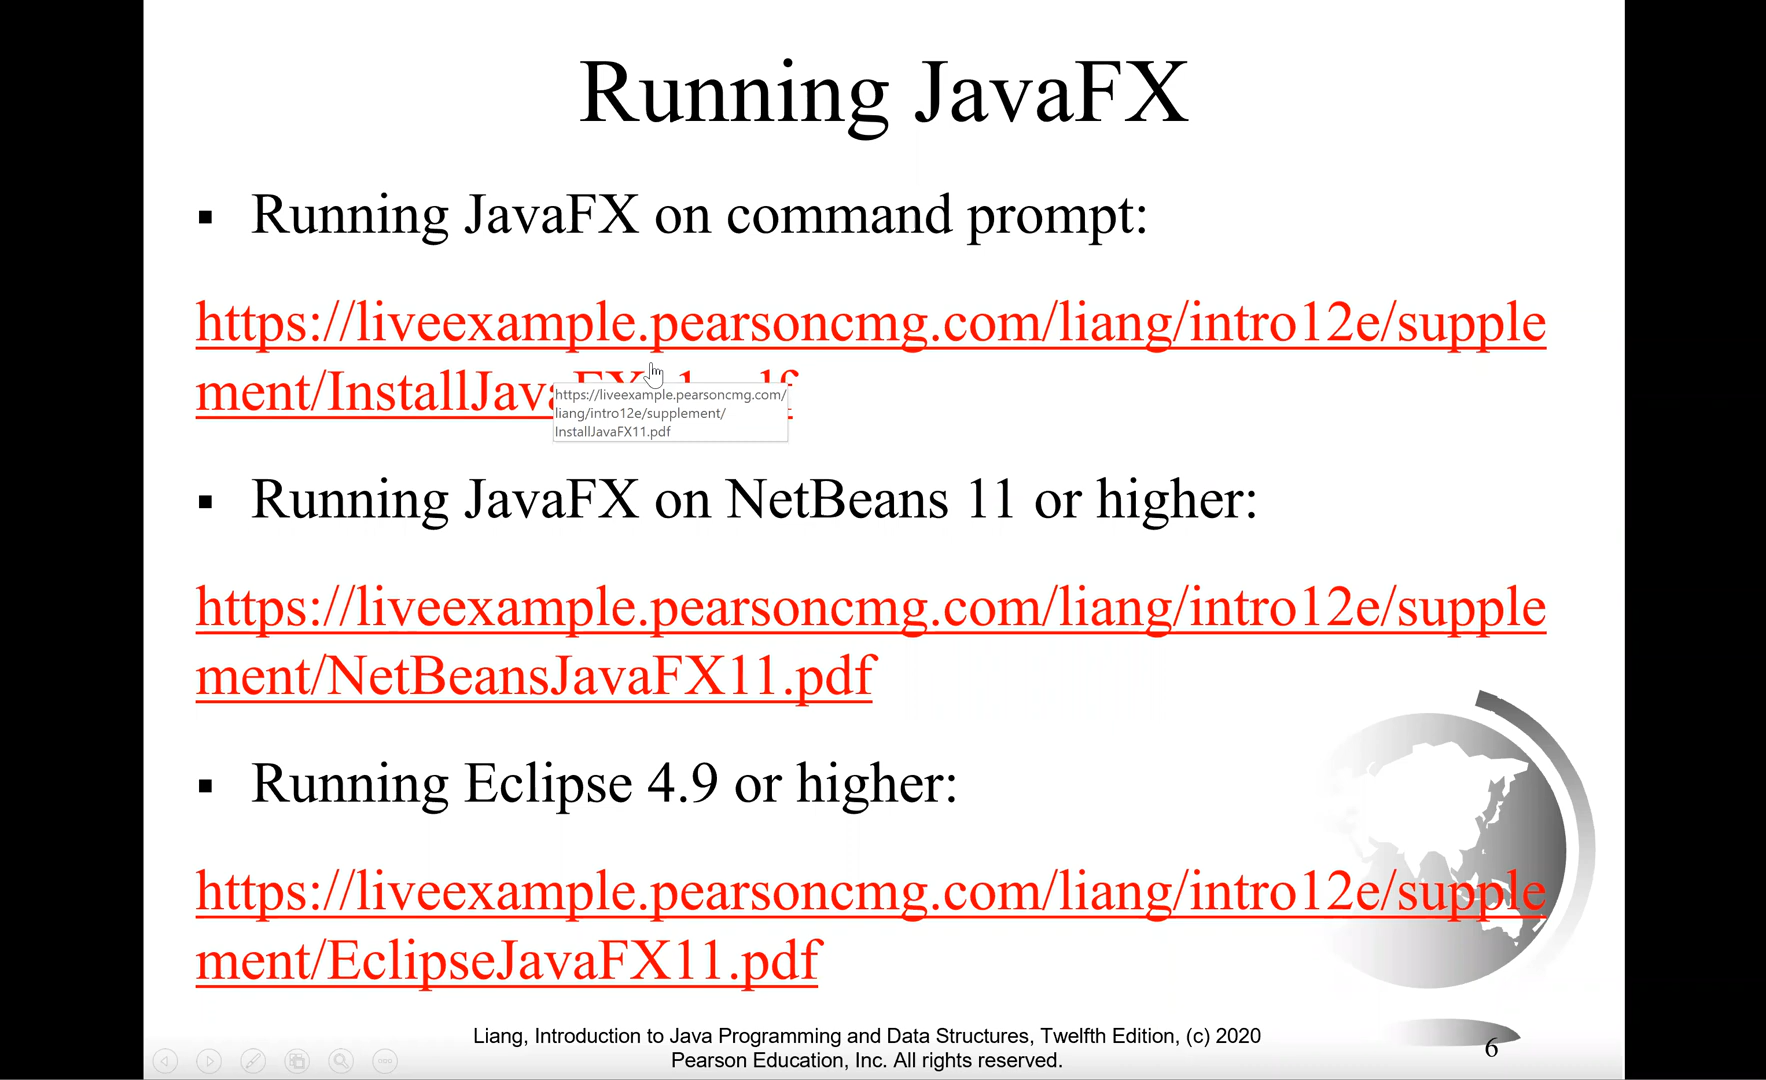 Running JavaFX
▪ Running JavaFX on command prompt:
https://liveexample.pearsoncmg.com/liang/intro12e/supple
ment/InstallJavaFX11.pdf
https://liveexample.pearsoncmg.com/
liang/intro12e/supplement/
InstallJavaFX11.pdf
▪ Running JavaFX on NetBeans 11 or higher:
https://liveexample.pearsoncmg.com/liang/intro12e/supple
ment/NetBeansJavaFX11.pdf
▪ Running Eclipse 4.9 or higher:
https://liveexample.pearsoncmg.com/liang/intro12e/supple
ment/EclipseJavaFX11.pdf
Liang, Introduction to Java Programming and Data Structures, Twelfth Edition, (c) 2020
Pearson Education, Inc. All rights reserved.
6